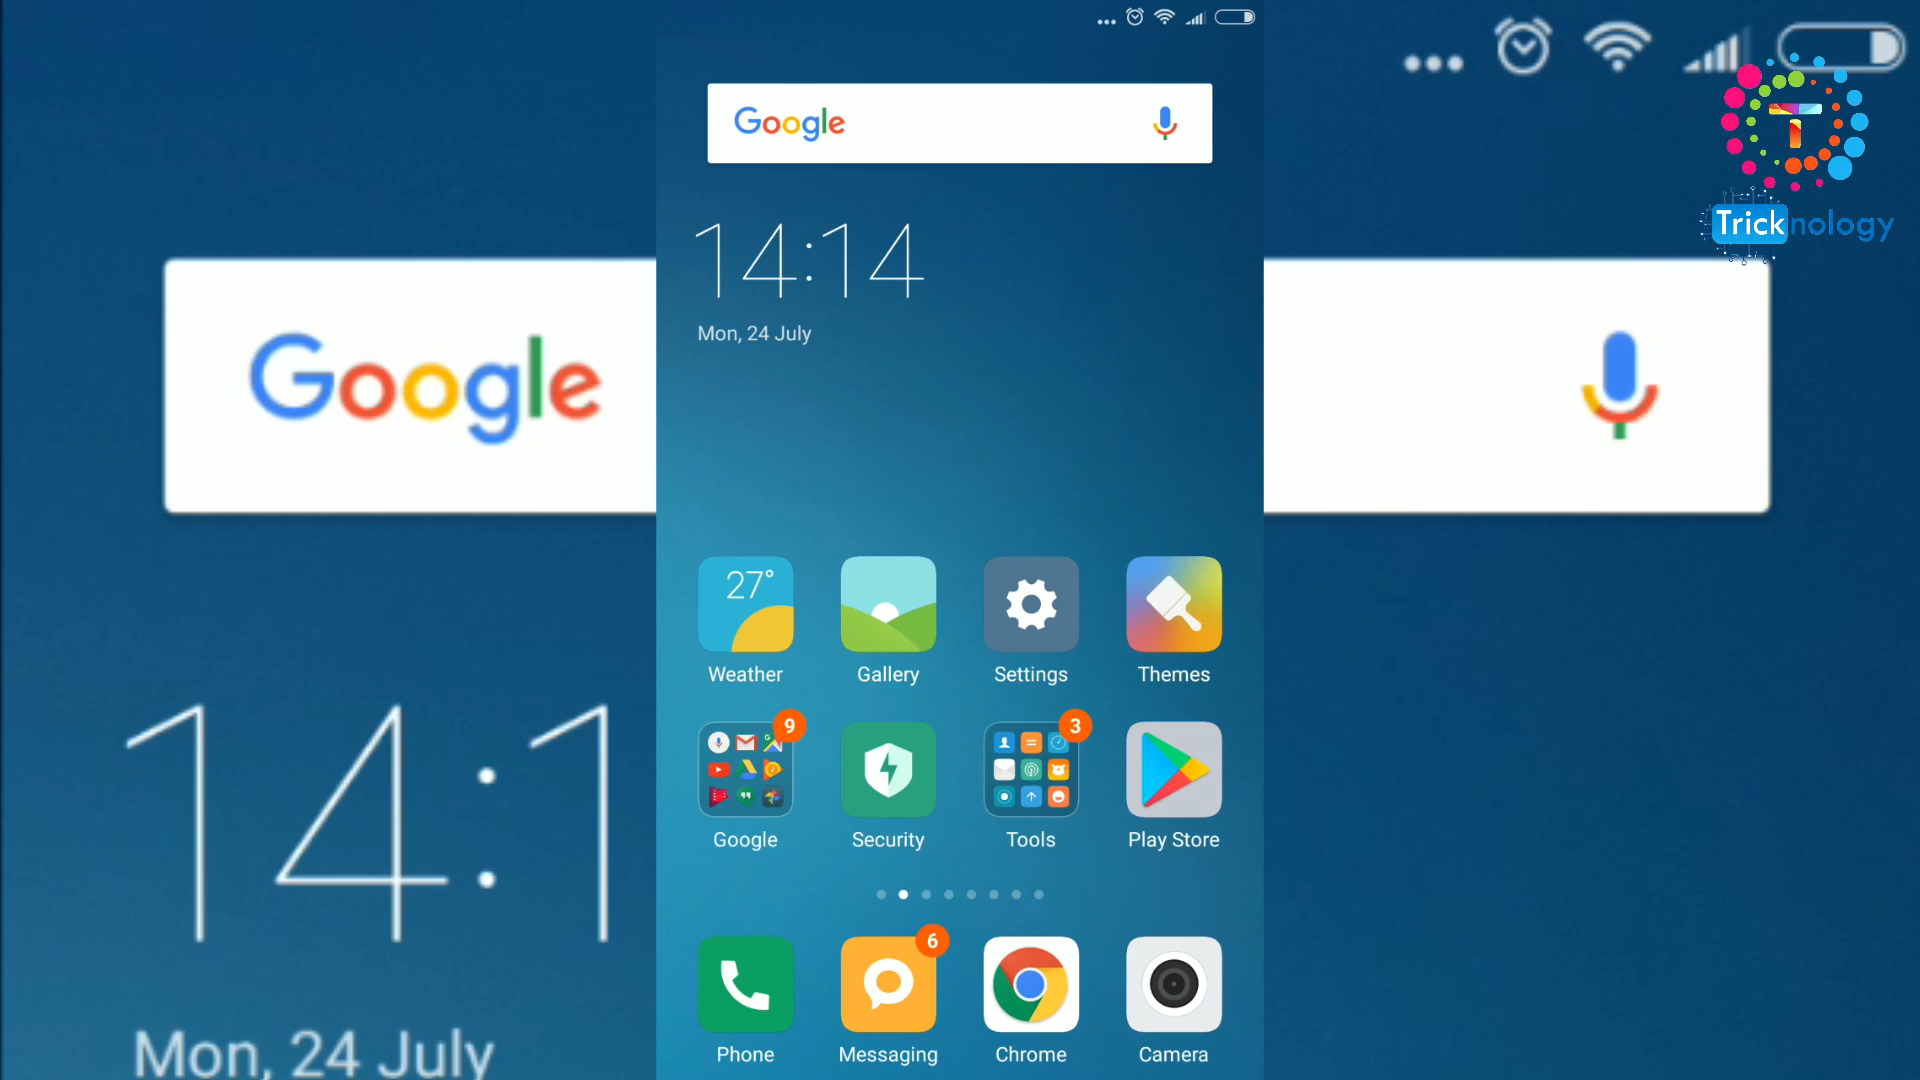 Google
14:14
Mon, 24 July
27°
Weather
Gallery
Settings
Themes
9
3
Google
Security
Tools
Play Store
6
Phone
Messaging
Chrome
Camera
Google
14:1
Mon, 24 July
T
Tricknology